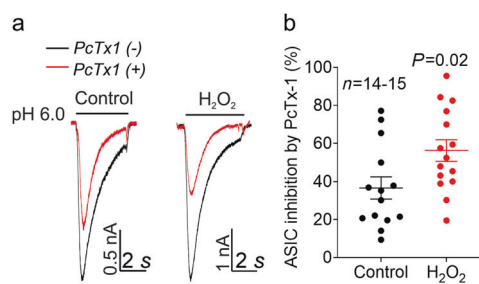 a
PcTx1 (-)
PcTx1 (+)
pH 6.0
Control
H₂O₂
0.5 nA
2 s
1 nA
2 s
b
ASIC inhibition by PcTx-1 (%)
100
80
60
40
20
0
n=14-15
P=0.02
Control
H₂O₂